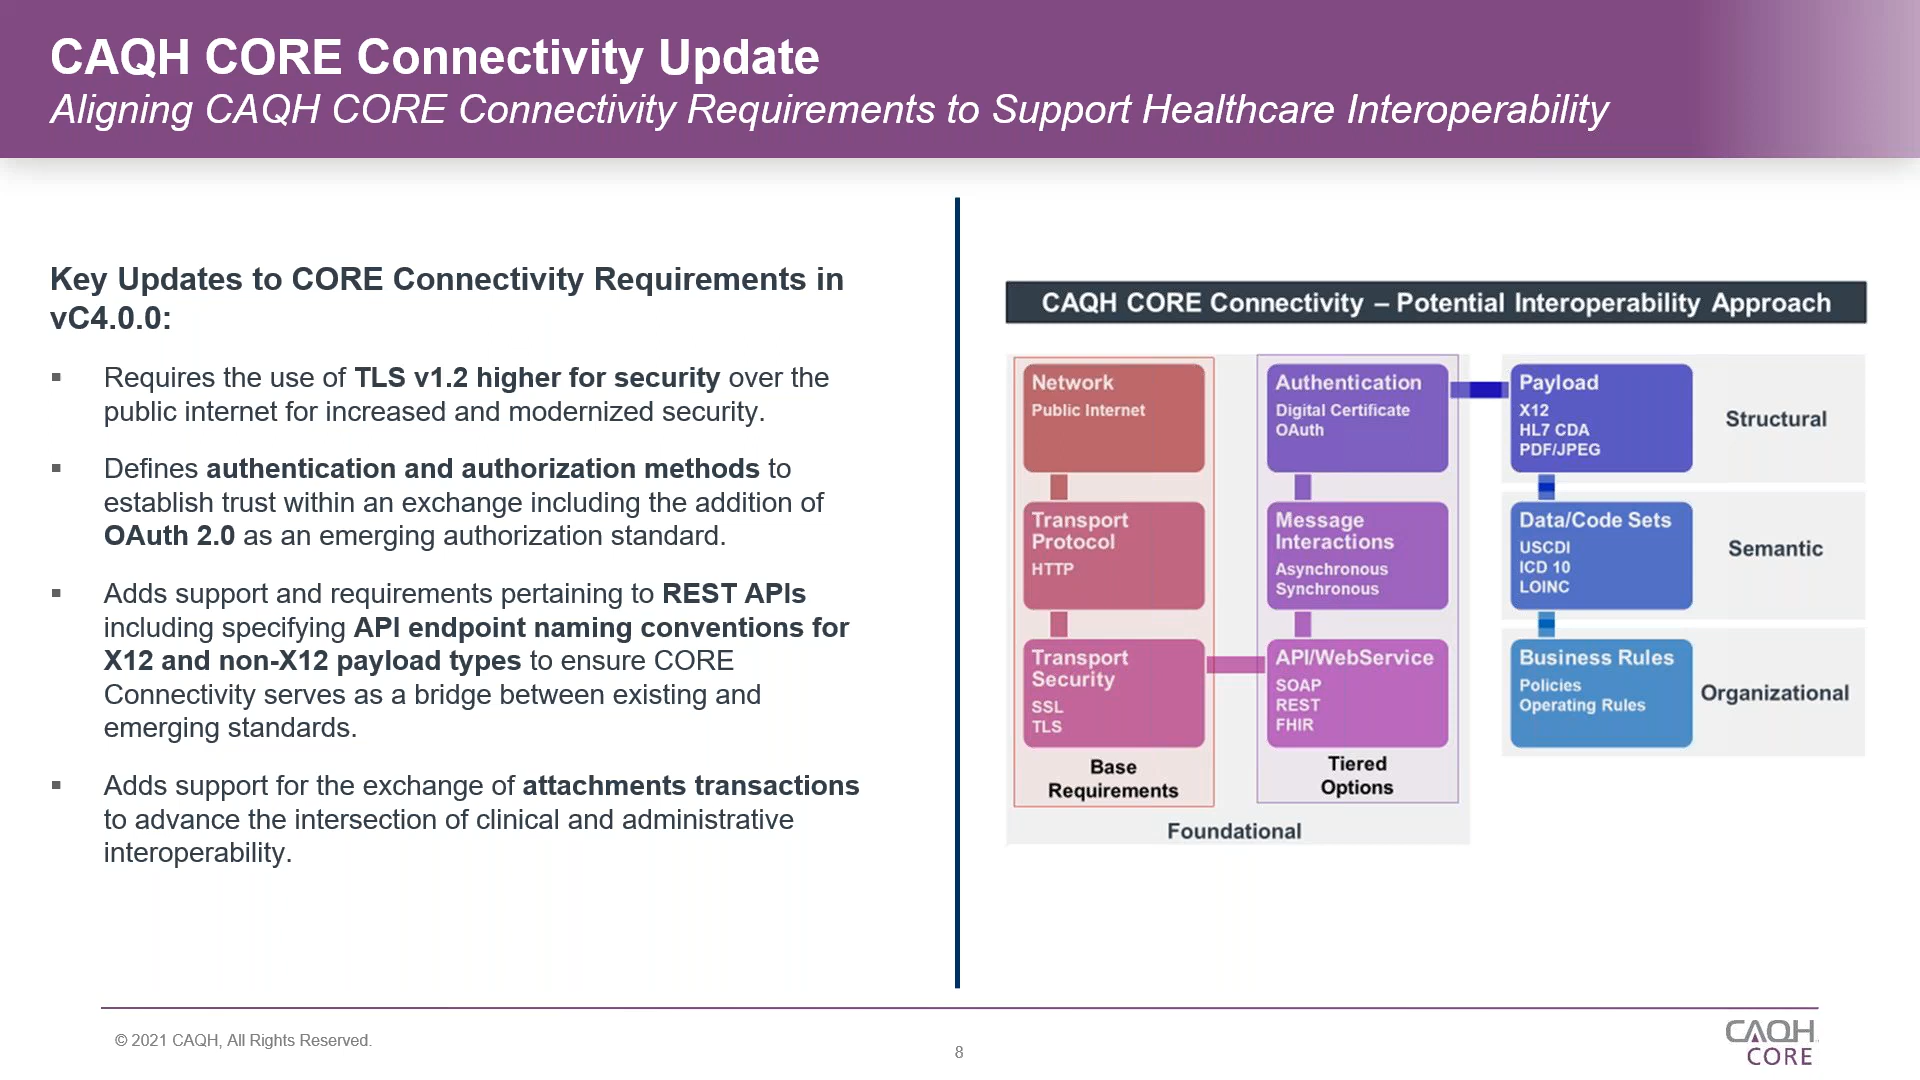 CAQH CORE Connectivity Update
Aligning CAQH CORE Connectivity Requirements to Support Healthcare Interoperability
Key Updates to CORE Connectivity Requirements in
vC4.0.0:
▪ Requires the use of TLS v1.2 higher for security over the
public internet for increased and modernized security.
▪ Defines authentication and authorization methods to
establish trust within an exchange including the addition of
OAuth 2.0 as an emerging authorization standard.
▪ Adds support and requirements pertaining to REST APIs
including specifying API endpoint naming conventions for
X12 and non-X12 payload types to ensure CORE
Connectivity serves as a bridge between existing and
emerging standards.
▪ Adds support for the exchange of attachments transactions
to advance the intersection of clinical and administrative
interoperability.
CAQH CORE Connectivity – Potential Interoperability Approach
Network
Public Internet
Transport
Protocol
HTTP
Transport
Security
SSL
TLS
Base
Requirements
Authentication
Digital Certificate
OAuth
Message
Interactions
Asynchronous
Synchronous
API/WebService
SOAP
REST
FHIR
Tiered
Options
Foundational
Payload
X12
HL7 CDA
PDF/JPEG
Structural
Data/Code Sets
USCDI
ICD 10
LOINC
Semantic
Business Rules
Policies
Operating Rules
Organizational
© 2021 CAQH, All Rights Reserved.
8
CAQH
CORE